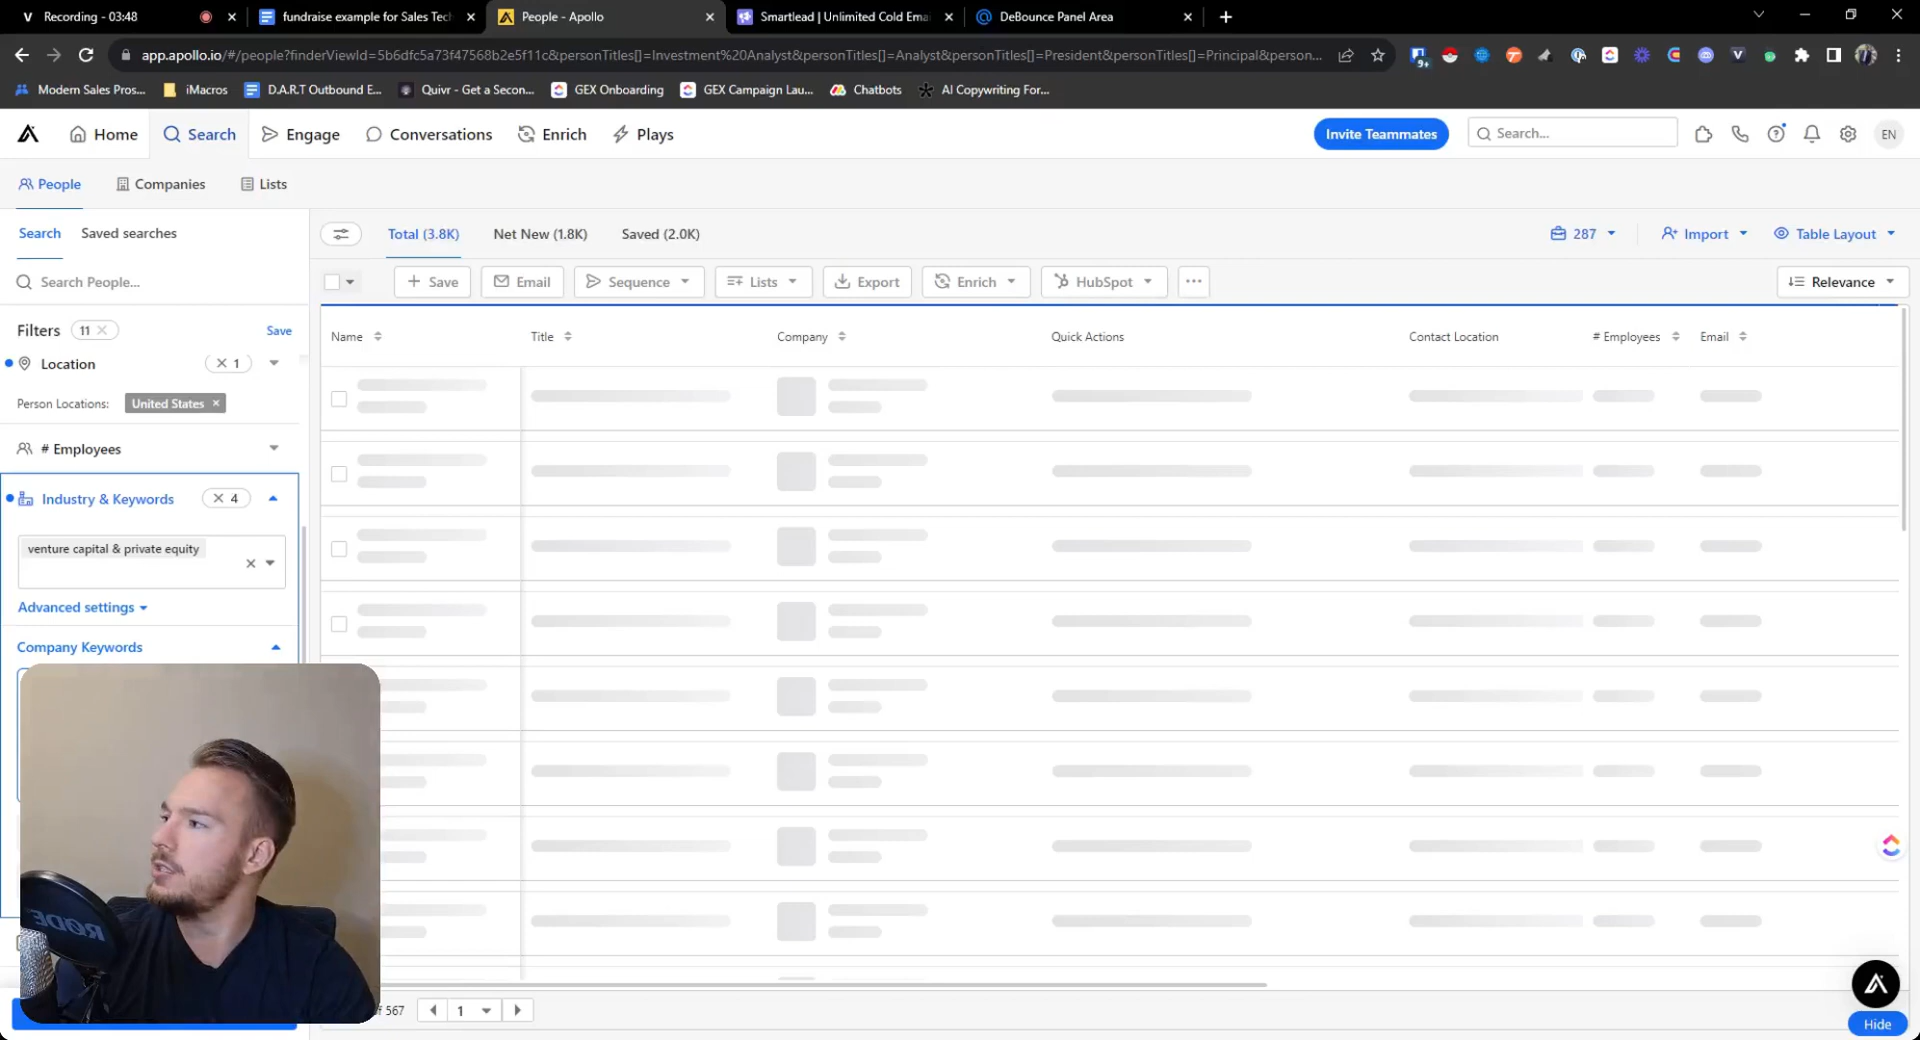 Recording - 03:48
fundraise example for Sales Tech
People - Apollo
Smartlead | Unlimited Cold Emai
DeBounce Panel Area
app.apollo.io/#/people?finderViewId=5b6dfc5a73f47568b2e5f11c&personTitles[]=Investment%20Analyst&personTitles[]=Analyst&personTitles[]=President&personTitles[]=Principal&person...
9+
Modern Sales Pros...
iMacros
D.A.R.T Outbound E...
Quivr - Get a Secon...
GEX Onboarding
GEX Campaign Lau...
Chatbots
AI Copywriting For...
Home
Search
Engage
Conversations
Enrich
Plays
Invite Teammates
Search...
EN
People
Companies
Lists
Search
Saved searches
Total (3.8K)
Net New (1.8K)
Saved (2.0K)
287
Import
Table Layout
Search People...
Save
Email
Sequence
Lists
Export
Enrich
HubSpot
Relevance
Filters 11
Save
Name
Title
Company
Quick Actions
Contact Location
# Employees
Email
Location
1
Person Locations: United States
# Employees
Industry & Keywords
4
venture capital & private equity
Advanced settings
Company Keywords
RØDE
of 567
1
Hide